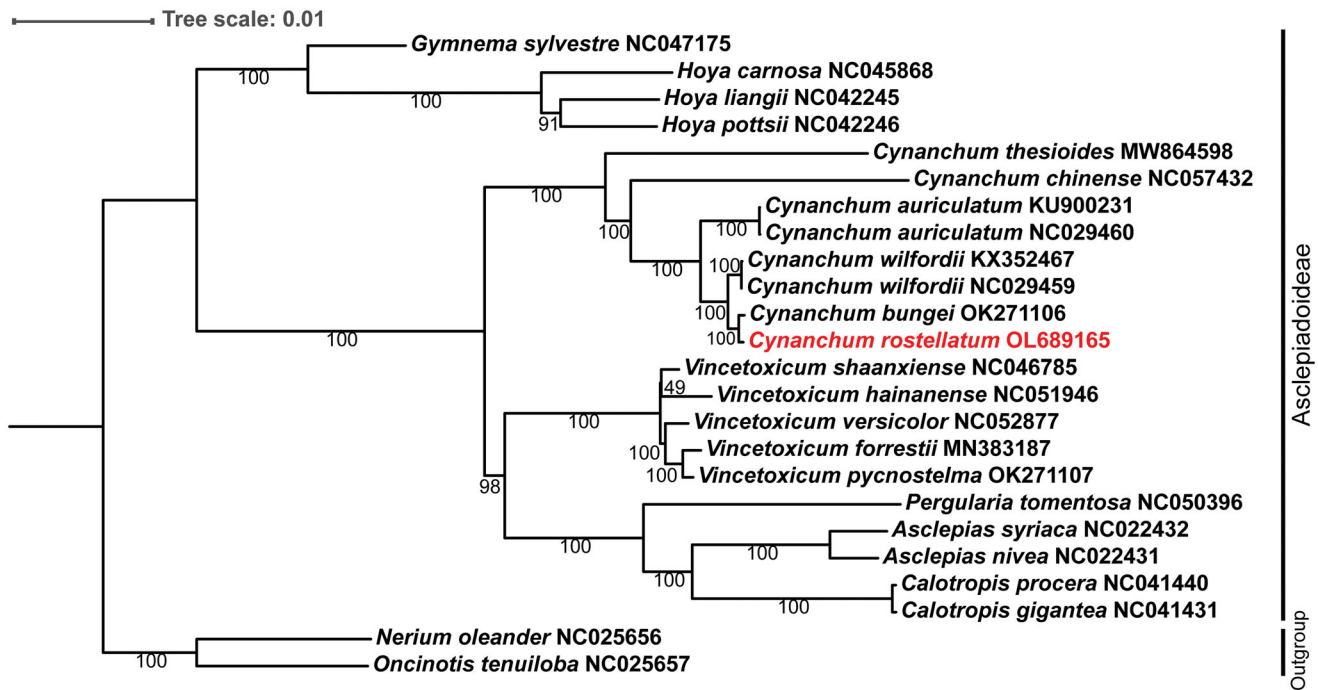 Tree scale: 0.01
Gymnema sylvestre NC047175
100
Hoya carnosa NC045868
100
Hoya liangii NC042245
91
Hoya pottsii NC042246
Cynanchum thesioides MW864598
100
Cynanchum chinense NC057432
100
Cynanchum auriculatum KU900231
100
Cynanchum auriculatum NC029460
100
Cynanchum wilfordii KX352467
100
Cynanchum wilfordii NC029459
100
Cynanchum bungei OK271106
100
Cynanchum rostellatum OL689165
100
Vincetoxicum shaanxiense NC046785
49
Vincetoxicum hainanense NC051946
100
Vincetoxicum versicolor NC052877
100
Vincetoxicum forrestii MN383187
100
Vincetoxicum pycnostelma OK271107
98
Pergularia tomentosa NC050396
Asclepias syriaca NC022432
100
100
Asclepias nivea NC022431
100
Calotropis procera NC041440
100
Calotropis gigantea NC041431
Nerium oleander NC025656
100
Oncinotis tenuiloba NC025657
Asclepiadoideae
Outgroup